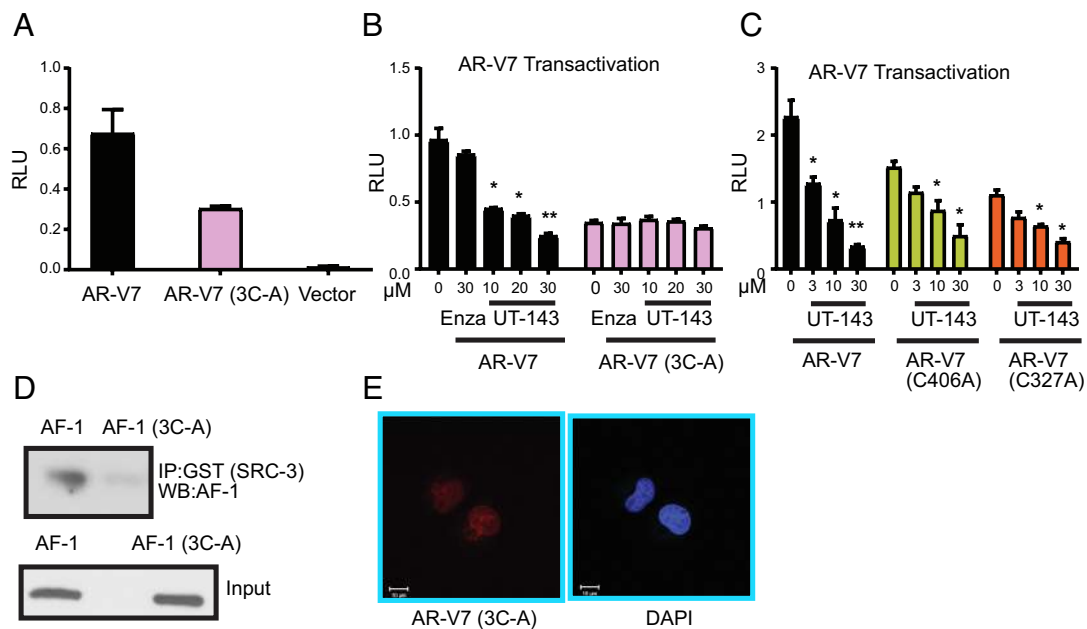 A
RLU
1.0
0.8
0.6
0.4
0.2
0.0
AR-V7 AR-V7 (3C-A) Vector
B
AR-V7 Transactivation
RLU
1.5
1.0
0.5
0.0
* * **
µM 0 30 10 20 30 0 30 10 20 30
Enza UT-143 Enza UT-143
AR-V7 AR-V7 (3C-A)
C
AR-V7 Transactivation
RLU
3
2
1
0
* * ** * * * *
µM 0 3 10 30 0 3 10 30 0 3 10 30
UT-143 UT-143 UT-143
AR-V7 AR-V7 (C406A) AR-V7 (C327A)
D
AF-1 AF-1 (3C-A)
IP:GST (SRC-3)
WB:AF-1
AF-1 AF-1 (3C-A)
Input
E
AR-V7 (3C-A) DAPI